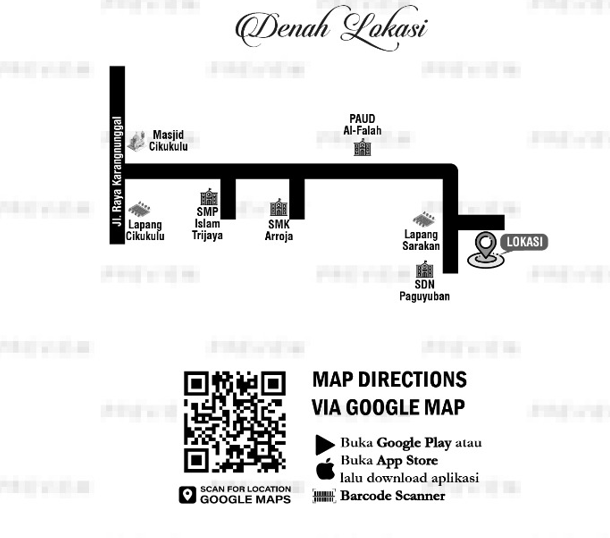 Denah Lokasi
PAUD
Al-Falah
Masjid
Cikukulu
Jl. Raya Karangnunggal
Lapang
Cikukulu
SMP
Islam
Trijaya
SMK
Arroja
Lapang
Sarakan
LOKASI
SDN
Paguyuban
MAP DIRECTIONS
VIA GOOGLE MAP
Buka Google Play atau
Buka App Store
lalu download aplikasi
Barcode Scanner
SCAN FOR LOCATION
GOOGLE MAPS